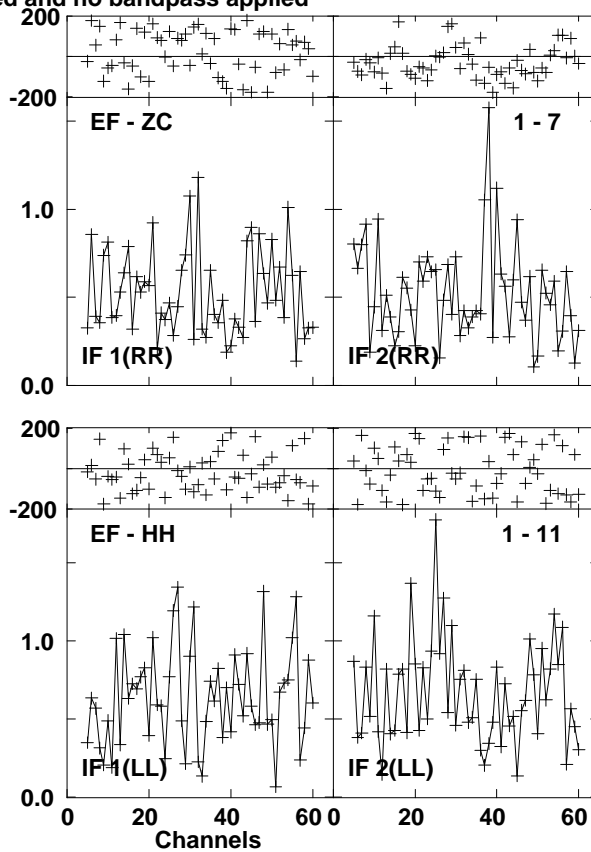 ed and no bandpass applied
200
-200
EF - ZC
1 - 7
1.0
IF 1(RR)
IF 2(RR)
0.0
200
-200
EF - HH
1 - 11
1.0
IF 1(LL)
IF 2(LL)
0.0
0 20 40 60 0 20 40 60
Channels